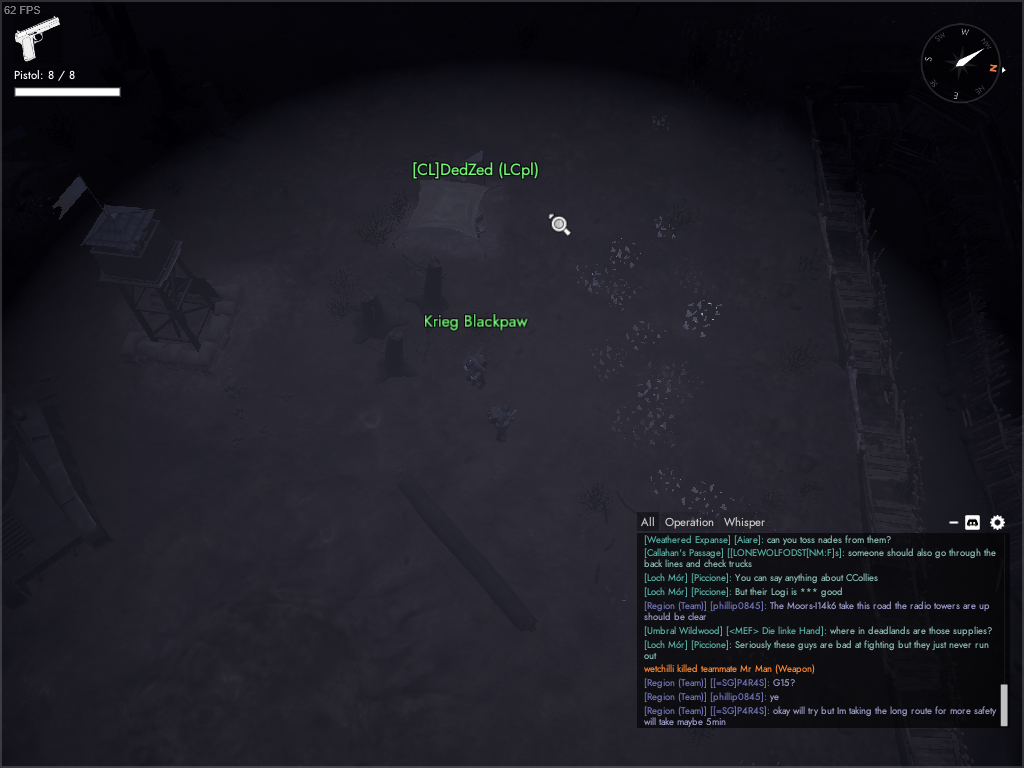 62 FPS
Pistol: 8 / 8
W
NW
N
NE
E
SE
S
SW
[CL]DedZed (LCpl)
Krieg Blackpaw
All Operation Whisper
[Weathered Expanse] [Aiare]: can you toss nades from them?
[Callahan's Passage] [[LONEWOLFODST[NM:F]s]: someone should also go through the
back lines and check trucks
[Loch Mór] [Piccione]: You can say anything about CCollies
[Loch Mór] [Piccione]: But their Logi is *** good
[Region (Team)] [phillip0845]: The Moors-I14k6 take this road the radio towers are up
should be clear
[Umbral Wildwood] [<MEF> Die linke Hand]: where in deadlands are those supplies?
[Loch Mór] [Piccione]: Seriously these guys are bad at fighting but they just never run
out
wetchilli killed teammate Mr Man (Weapon)
[Region (Team)] [[=SG]P4R4S]: G15?
[Region (Team)] [phillip0845]: ye
[Region (Team)] [[=SG]P4R4S]: okay will try but Im taking the long route for more safety
will take maybe 5min